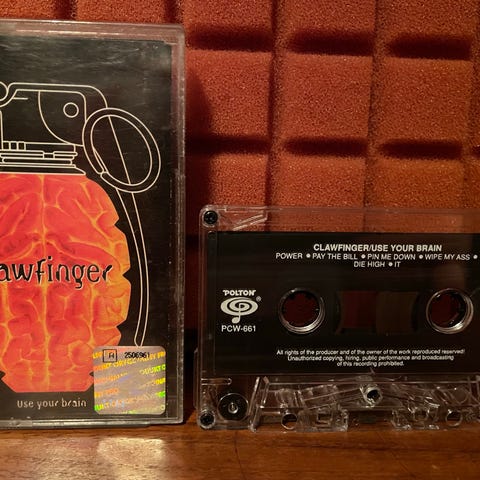 awfinger
A 2506961
use your brain
CLAWFINGER/USE YOUR BRAIN
POWER ● PAY THE BILL ● PIN ME DOWN ● WIPE MY ASS ●
DIE HIGH ● IT
"POLTON"
®
PCW-661
All rights of the producer and of the owner of the work reproduced reserved!
Unauthorized copying, hiring, public performance and broadcasting
of this recording prohibited.